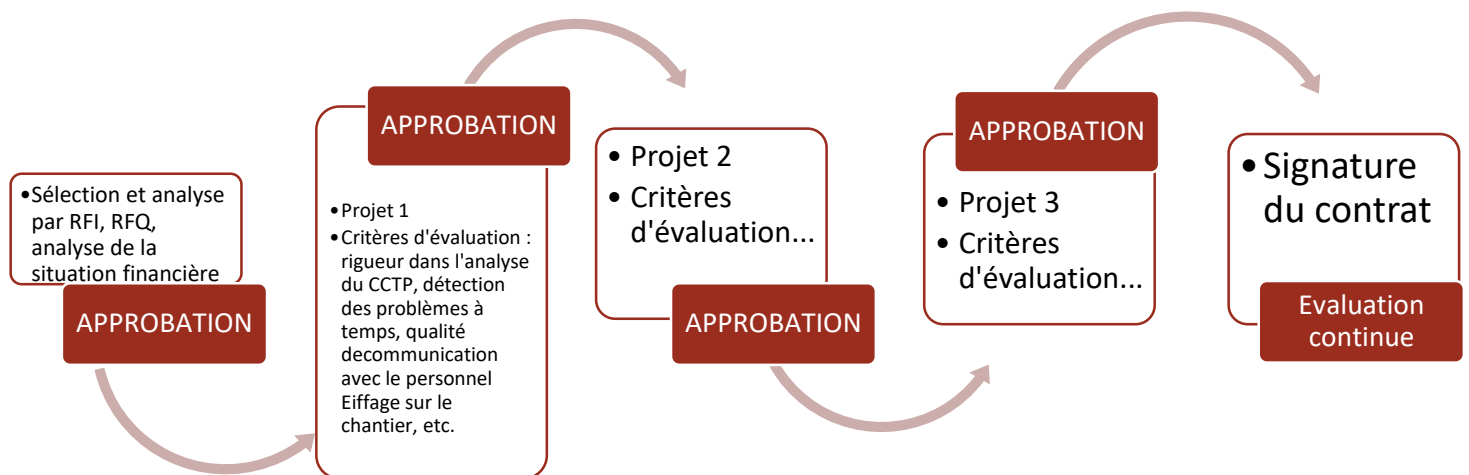 •Sélection et analyse
par RFI, RFQ,
analyse de la
situation financière
APPROBATION
APPROBATION
•Projet 1
•Critères d'évaluation :
rigueur dans l'analyse
du CCTP, détection
des problèmes à
temps, qualité
decommunication
avec le personnel
Eiffage sur le
chantier, etc.
• Projet 2
• Critères
d'évaluation...
APPROBATION
APPROBATION
• Projet 3
• Critères
d'évaluation...
•Signature
du contrat
Evaluation
continue